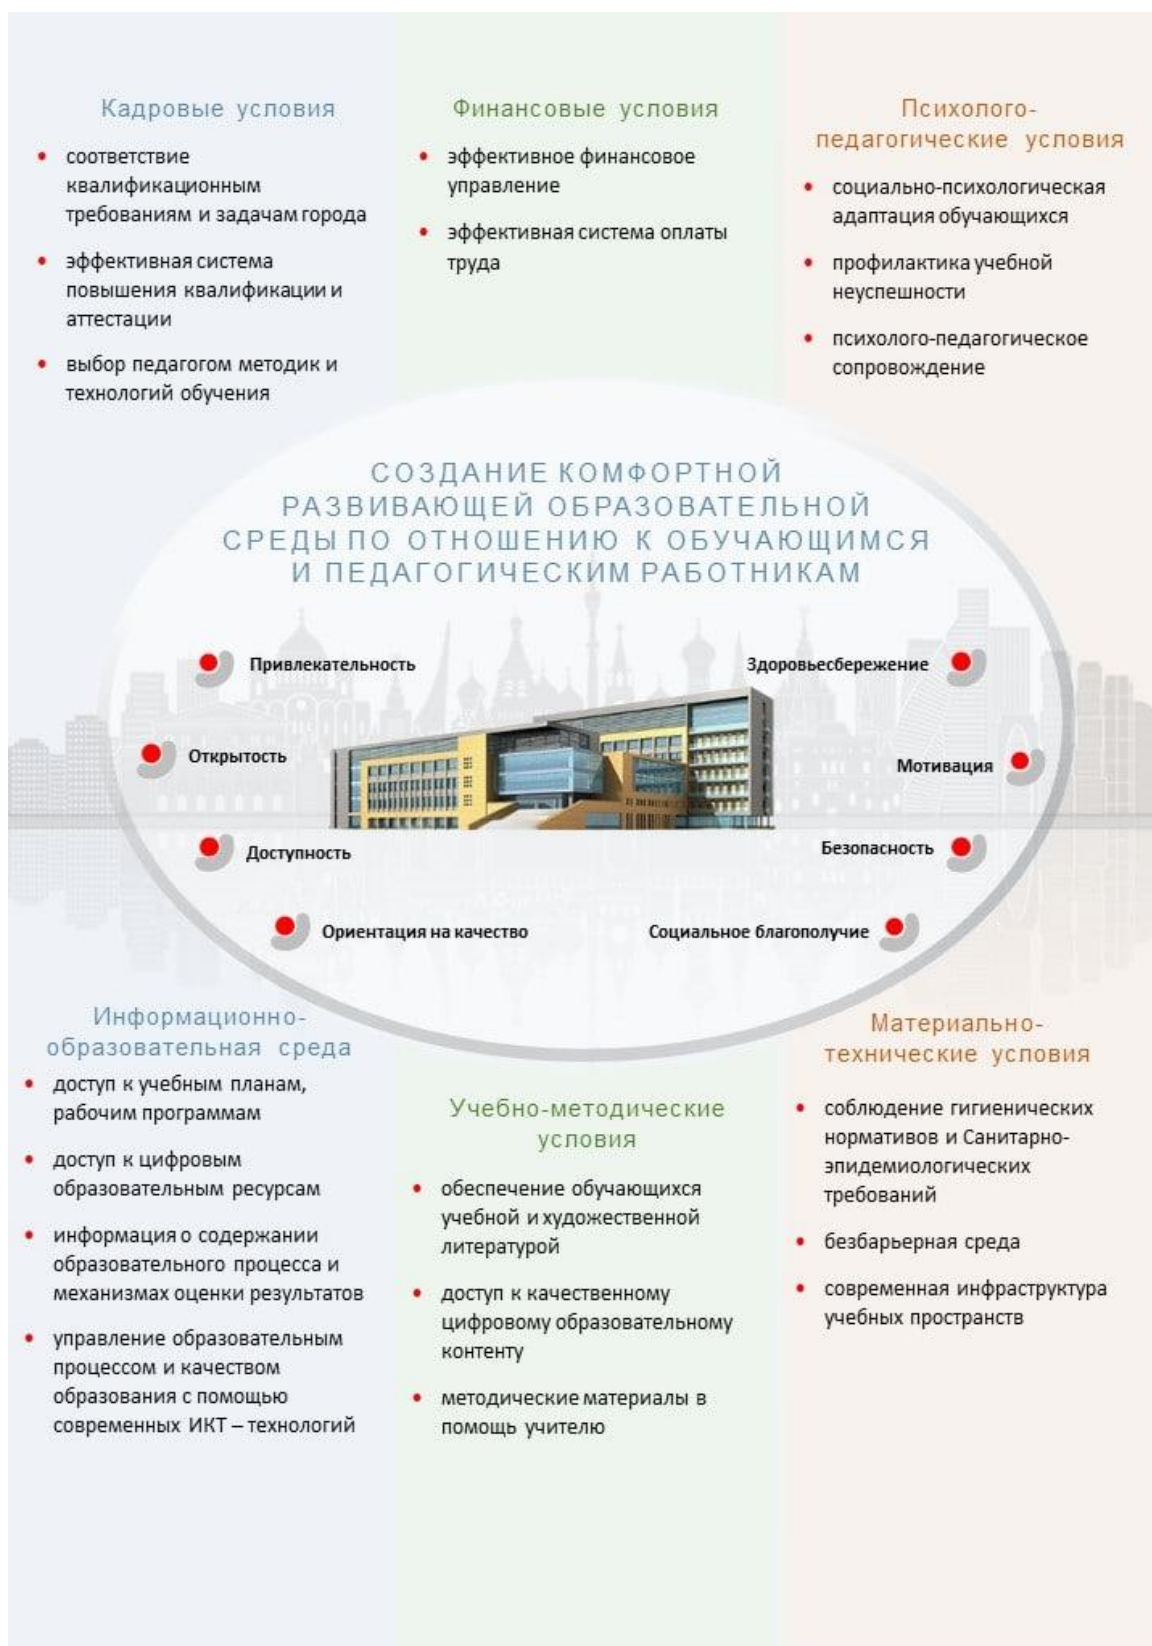 Кадровые условия
• соответствие
квалификационным
требованиям и задачам города
• эффективная система
повышения квалификации и
аттестации
• выбор педагогом методик и
технологий обучения
Финансовые условия
• эффективное финансовое
управление
• эффективная система оплаты
труда
Психолого-
педагогические условия
• социально-психологическая
адаптация обучающихся
• профилактика учебной
неуспешности
• психолого-педагогическое
сопровождение
СОЗДАНИЕ КОМФОРТНОЙ
РАЗВИВАЮЩЕЙ ОБРАЗОВАТЕЛЬНОЙ
СРЕДЫ ПО ОТНОШЕНИЮ К ОБУЧАЮЩИМСЯ
И ПЕДАГОГИЧЕСКИМ РАБОТНИКАМ
Привлекательность
Открытость
Доступность
Ориентация на качество
Здоровьесбережение
Мотивация
Безопасность
Социальное благополучие
Информационно-
образовательная среда
• доступ к учебным планам,
рабочим программам
• доступ к цифровым
образовательным ресурсам
• информация о содержании
образовательного процесса и
механизмах оценки результатов
• управление образовательным
процессом и качеством
образования с помощью
современных ИКТ – технологий
Учебно-методические
условия
• обеспечение обучающихся
учебной и художественной
литературой
• доступ к качественному
цифровому образовательному
контенту
• методические материалы в
помощь учителю
Материально-
технические условия
• соблюдение гигиенических
нормативов и Санитарно-
эпидемиологических
требований
• безбарьерная среда
• современная инфраструктура
учебных пространств